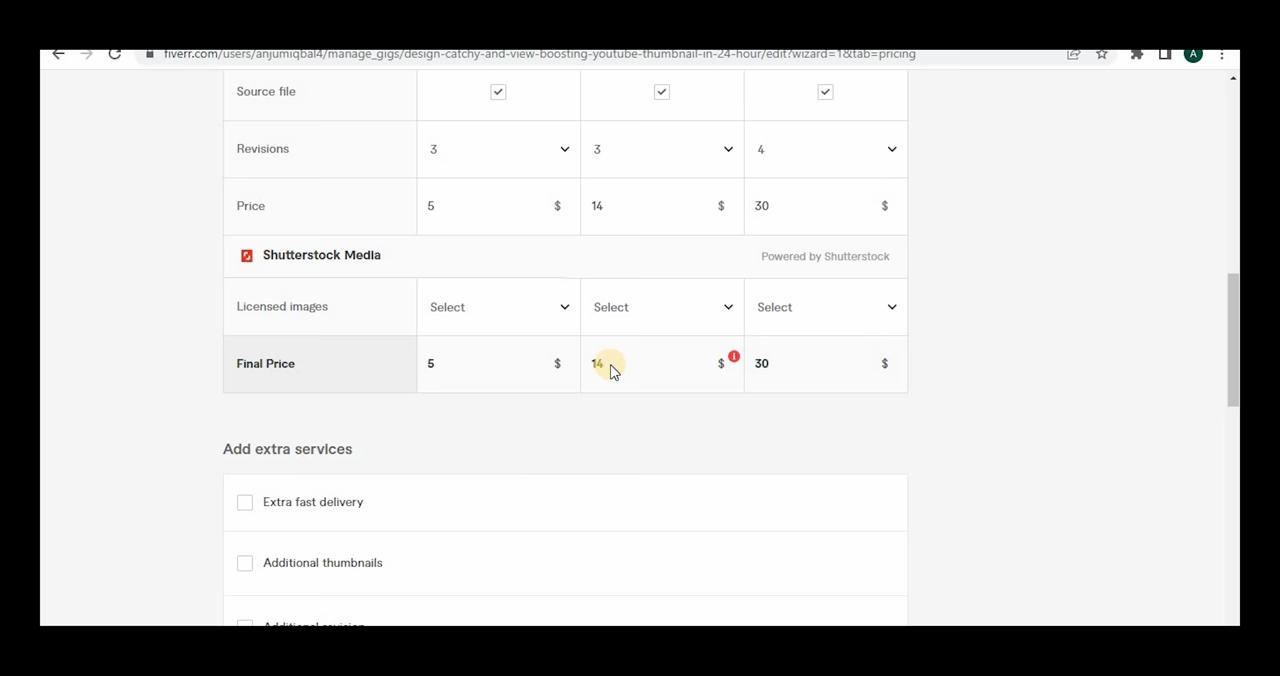 fiverr.com/users/anjumiqbal4/manage_gigs/design-catchy-and-view-boosting-youtube-thumbnail-in-24-hour/edit?wizard=1&tab=pricing
A
Source file
Revisions 3 3 4
Price 5 $ 14 $ 30 $
Shutterstock Media Powered by Shutterstock
Licensed images Select Select Select
Final Price 5 $ 14 $ 30 $
Add extra services
Extra fast delivery
Additional thumbnails
Additional revision